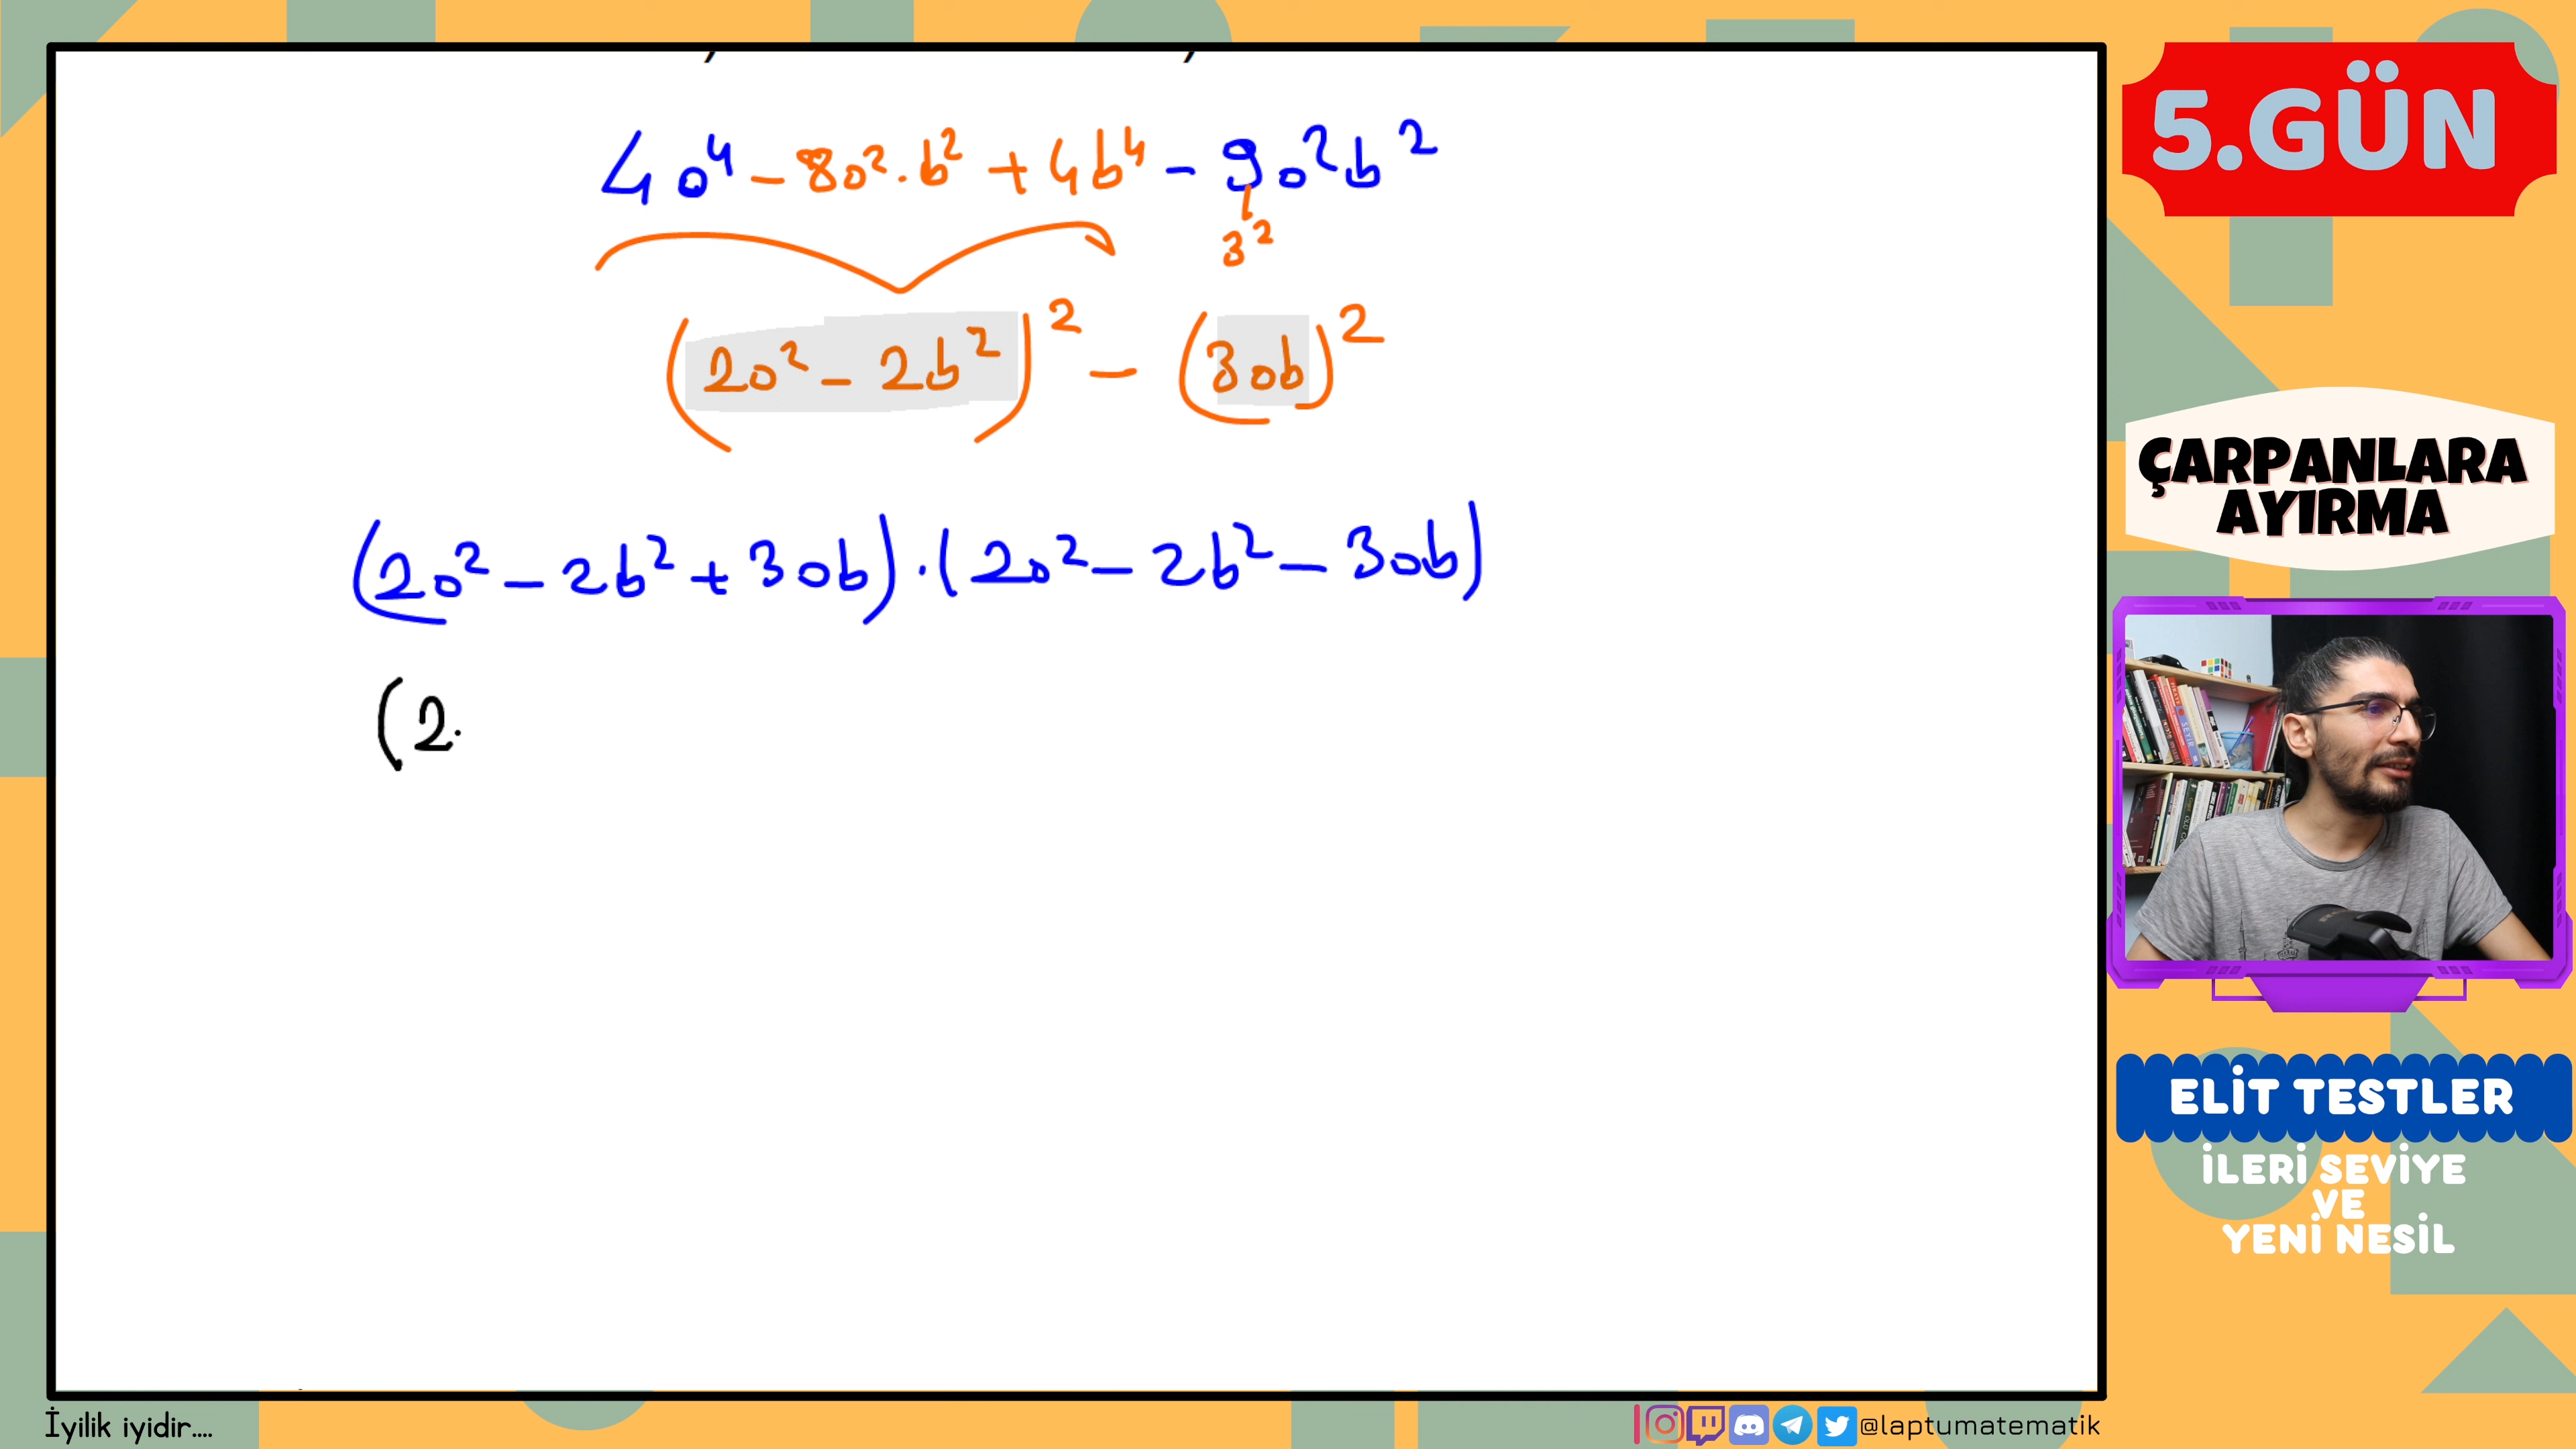 4a⁴ - 8a².b² + 4b⁴ - 9a²b²
3²
(2a² - 2b²)² - (3ab)²
(2a² - 2b² + 3ab).(2a² - 2b² - 3ab)
(2.
5.GÜN
ÇARPANLARA
AYIRMA
ELİT TESTLER
İLERİ SEVİYE
VE
YENİ NESİL
İyilik iyidir....
@laptumatematik